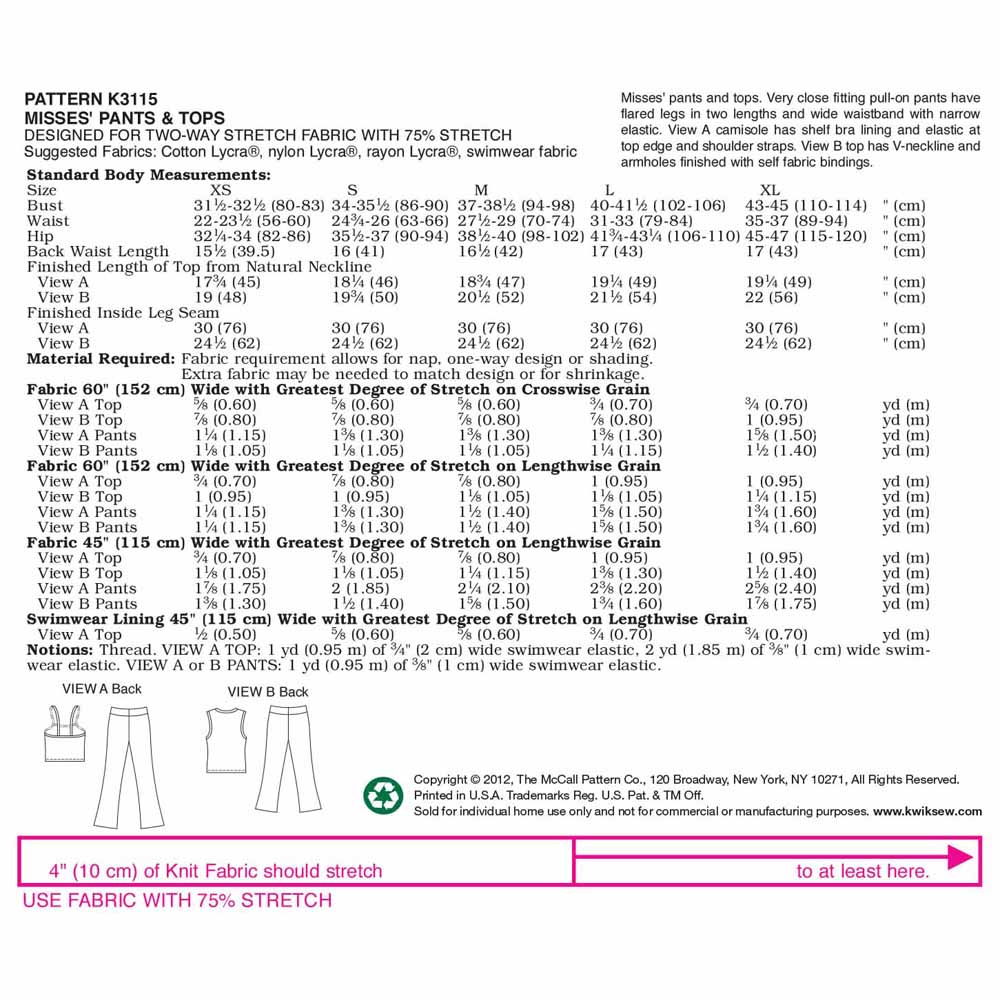 PATTERN K3115
MISSES' PANTS & TOPS
DESIGNED FOR TWO-WAY STRETCH FABRIC WITH 75% STRETCH
Suggested Fabrics: Cotton Lycra®, nylon Lycra®, rayon Lycra®, swimwear fabric
Misses' pants and tops. Very close fitting pull-on pants have
flared legs in two lengths and wide waistband with narrow
elastic. View A camisole has shelf bra lining and elastic at
top edge and shoulder straps. View B top has V-neckline and
armholes finished with self fabric bindings.
Standard Body Measurements:
Size XS S M L XL
Bust 31½-32½ (80-83) 34-35½ (86-90) 37-38½ (94-98) 40-41½ (102-106) 43-45 (110-114) " (cm)
Waist 22-23½ (56-60) 24¾-26 (63-66) 27½-29 (70-74) 31-33 (79-84) 35-37 (89-94) " (cm)
Hip 32¼-34 (82-86) 35½-37 (90-94) 38½-40 (98-102) 41¾-43¼ (106-110) 45-47 (115-120) " (cm)
Back Waist Length 15½ (39.5) 16 (41) 16½ (42) 17 (43) 17 (43) " (cm)
Finished Length of Top from Natural Neckline
View A 17¾ (45) 18¼ (46) 18¾ (47) 19¼ (49) 19¼ (49) " (cm)
View B 19 (48) 19¾ (50) 20½ (52) 21½ (54) 22 (56) " (cm)
Finished Inside Leg Seam
View A 30 (76) 30 (76) 30 (76) 30 (76) 30 (76) " (cm)
View B 24½ (62) 24½ (62) 24½ (62) 24½ (62) 24½ (62) " (cm)
Material Required: Fabric requirement allows for nap, one-way design or shading.
Extra fabric may be needed to match design or for shrinkage.
Fabric 60" (152 cm) Wide with Greatest Degree of Stretch on Crosswise Grain
View A Top ⅝ (0.60) ⅝ (0.60) ⅝ (0.60) ¾ (0.70) ¾ (0.70) yd (m)
View B Top ⅞ (0.80) ⅞ (0.80) ⅞ (0.80) ⅞ (0.80) 1 (0.95) yd (m)
View A Pants 1¼ (1.15) 1⅜ (1.30) 1⅜ (1.30) 1⅜ (1.30) 1⅝ (1.50) yd (m)
View B Pants 1⅛ (1.05) 1⅛ (1.05) 1⅛ (1.05) 1¼ (1.15) 1½ (1.40) yd (m)
Fabric 60" (152 cm) Wide with Greatest Degree of Stretch on Lengthwise Grain
View A Top ¾ (0.70) ⅞ (0.80) ⅞ (0.80) 1 (0.95) 1 (0.95) yd (m)
View B Top 1 (0.95) 1 (0.95) 1⅛ (1.05) 1⅛ (1.05) 1¼ (1.15) yd (m)
View A Pants 1¼ (1.15) 1⅜ (1.30) 1½ (1.40) 1⅝ (1.50) 1¾ (1.60) yd (m)
View B Pants 1¼ (1.15) 1⅜ (1.30) 1½ (1.40) 1⅝ (1.50) 1¾ (1.60) yd (m)
Fabric 45" (115 cm) Wide with Greatest Degree of Stretch on Lengthwise Grain
View A Top ¾ (0.70) ⅞ (0.80) ⅞ (0.80) 1 (0.95) 1 (0.95) yd (m)
View B Top 1⅛ (1.05) 1⅛ (1.05) 1¼ (1.15) 1⅜ (1.30) 1½ (1.40) yd (m)
View A Pants 1⅞ (1.75) 2 (1.85) 2¼ (2.10) 2⅜ (2.20) 2⅝ (2.40) yd (m)
View B Pants 1⅜ (1.30) 1½ (1.40) 1⅝ (1.50) 1¾ (1.60) 1⅞ (1.75) yd (m)
Swimwear Lining 45" (115 cm) Wide with Greatest Degree of Stretch on Lengthwise Grain
View A Top ½ (0.50) ⅝ (0.60) ⅝ (0.60) ¾ (0.70) ¾ (0.70) yd (m)
Notions: Thread. VIEW A TOP: 1 yd (0.95 m) of ¾" (2 cm) wide swimwear elastic, 2 yd (1.85 m) of ⅜" (1 cm) wide swim-
wear elastic. VIEW A or B PANTS: 1 yd (0.95 m) of ⅜" (1 cm) wide swimwear elastic.
VIEW A Back
VIEW B Back
Copyright © 2012, The McCall Pattern Co., 120 Broadway, New York, NY 10271, All Rights Reserved.
Printed in U.S.A. Trademarks Reg. U.S. Pat. & TM Off.
Sold for individual home use only and not for commercial or manufacturing purposes. www.kwiksew.com
4" (10 cm) of Knit Fabric should stretch
to at least here.
USE FABRIC WITH 75% STRETCH